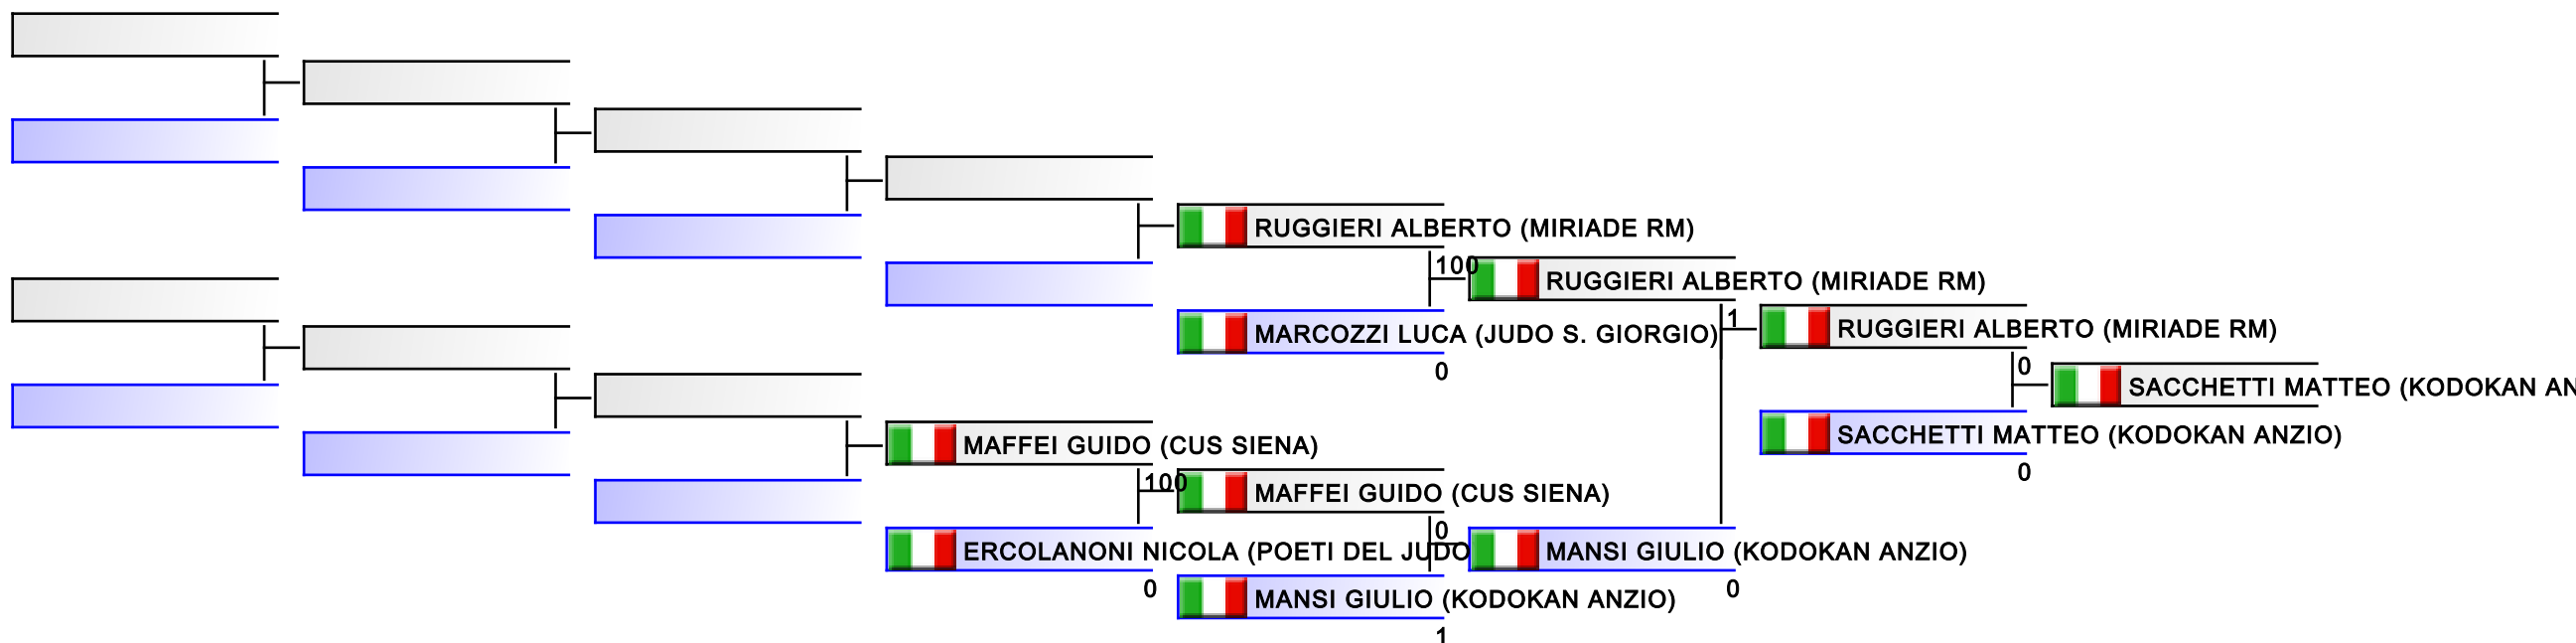 RUGGIERI ALBERTO (MIRIADE RM)
100
RUGGIERI ALBERTO (MIRIADE RM)
MARCOZZI LUCA (JUDO S. GIORGIO)
1
RUGGIERI ALBERTO (MIRIADE RM)
0
0
SACCHETTI MATTEO (KODOKAN AN
SACCHETTI MATTEO (KODOKAN ANZIO)
0
MAFFEI GUIDO (CUS SIENA)
100
MAFFEI GUIDO (CUS SIENA)
0
ERCOLANONI NICOLA (POETI DEL JUDO
MANSI GIULIO (KODOKAN ANZIO)
0
0
MANSI GIULIO (KODOKAN ANZIO)
1